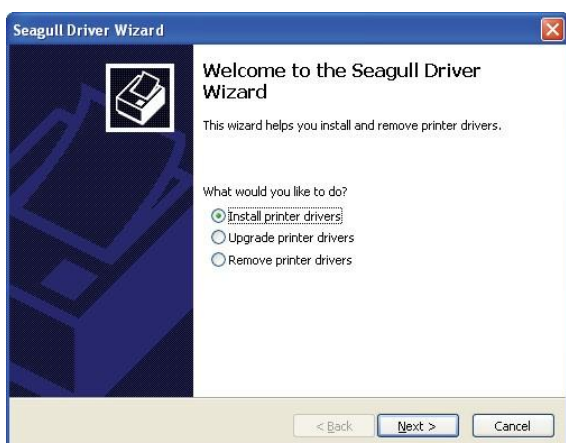 Seagull Driver Wizard
Welcome to the Seagull Driver
Wizard
This wizard helps you install and remove printer drivers.
What would you like to do?
Install printer drivers
Upgrade printer drivers
Remove printer drivers
< Back
Next >
Cancel